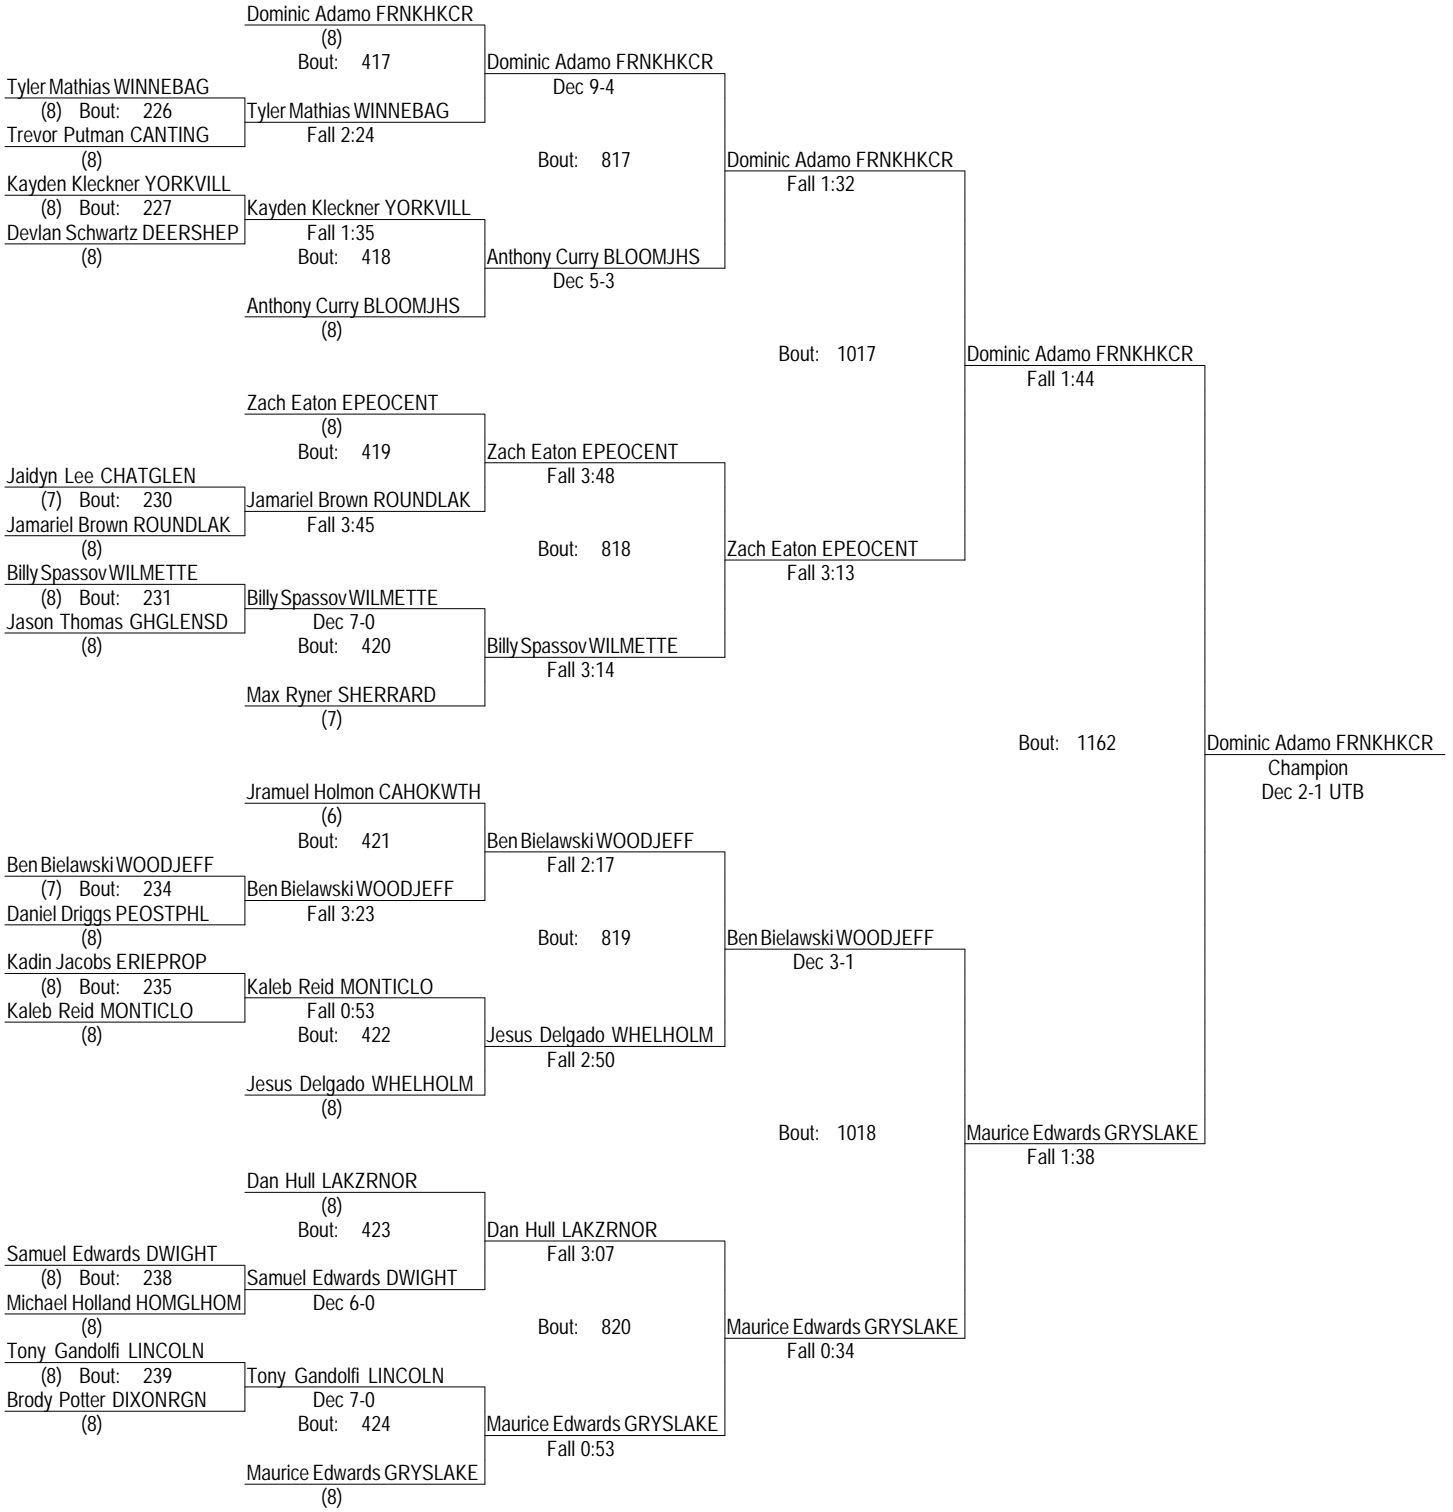 Dominic Adamo FRNKHKCR
(8)
Bout: 417
Dominic Adamo FRNKHKCR
Dec 9-4
Tyler Mathias WINNEBAG
(8) Bout: 226
Tyler Mathias WINNEBAG
Fall 2:24
Trevor Putman CANTING
(8)
Bout: 817
Dominic Adamo FRNKHKCR
Fall 1:32
Kayden Kleckner YORKVILL
(8) Bout: 227
Kayden Kleckner YORKVILL
Fall 1:35
Devlan Schwartz DEERSHEP
(8)
Bout: 418
Anthony Curry BLOOMJHS
Dec 5-3
Anthony Curry BLOOMJHS
(8)
Bout: 1017
Dominic Adamo FRNKHKCR
Fall 1:44
Zach Eaton EPEOCENT
(8)
Bout: 419
Zach Eaton EPEOCENT
Fall 3:48
Jaidyn Lee CHATGLEN
(7) Bout: 230
Jamariel Brown ROUNDLAK
Fall 3:45
Jamariel Brown ROUNDLAK
(8)
Bout: 818
Zach Eaton EPEOCENT
Fall 3:13
Billy Spassov WILMETTE
(8) Bout: 231
Billy Spassov WILMETTE
Dec 7-0
Jason Thomas GHGLENSD
(8)
Bout: 420
Billy Spassov WILMETTE
Fall 3:14
Max Ryner SHERRARD
(7)
Bout: 1162
Dominic Adamo FRNKHKCR
Champion
Dec 2-1 UTB
Jramuel Holmon CAHOKWTH
(6)
Bout: 421
Ben Bielawski WOODJEFF
Fall 2:17
Ben Bielawski WOODJEFF
(7) Bout: 234
Ben Bielawski WOODJEFF
Fall 3:23
Daniel Driggs PEOSTPHL
(8)
Bout: 819
Ben Bielawski WOODJEFF
Dec 3-1
Kadin Jacobs ERIEPROP
(8) Bout: 235
Kaleb Reid MONTICLO
Fall 0:53
Kaleb Reid MONTICLO
(8)
Bout: 422
Jesus Delgado WHELHOLM
Fall 2:50
Jesus Delgado WHELHOLM
(8)
Bout: 1018
Maurice Edwards GRYSLAKE
Fall 1:38
Dan Hull LAKZRNOR
(8)
Bout: 423
Dan Hull LAKZRNOR
Fall 3:07
Samuel Edwards DWIGHT
(8) Bout: 238
Samuel Edwards DWIGHT
Dec 6-0
Michael Holland HOMGLHOM
(8)
Bout: 820
Maurice Edwards GRYSLAKE
Fall 0:34
Tony Gandolfi LINCOLN
(8) Bout: 239
Tony Gandolfi LINCOLN
Dec 7-0
Brody Potter DIXONRGN
(8)
Bout: 424
Maurice Edwards GRYSLAKE
Fall 0:53
Maurice Edwards GRYSLAKE
(8)